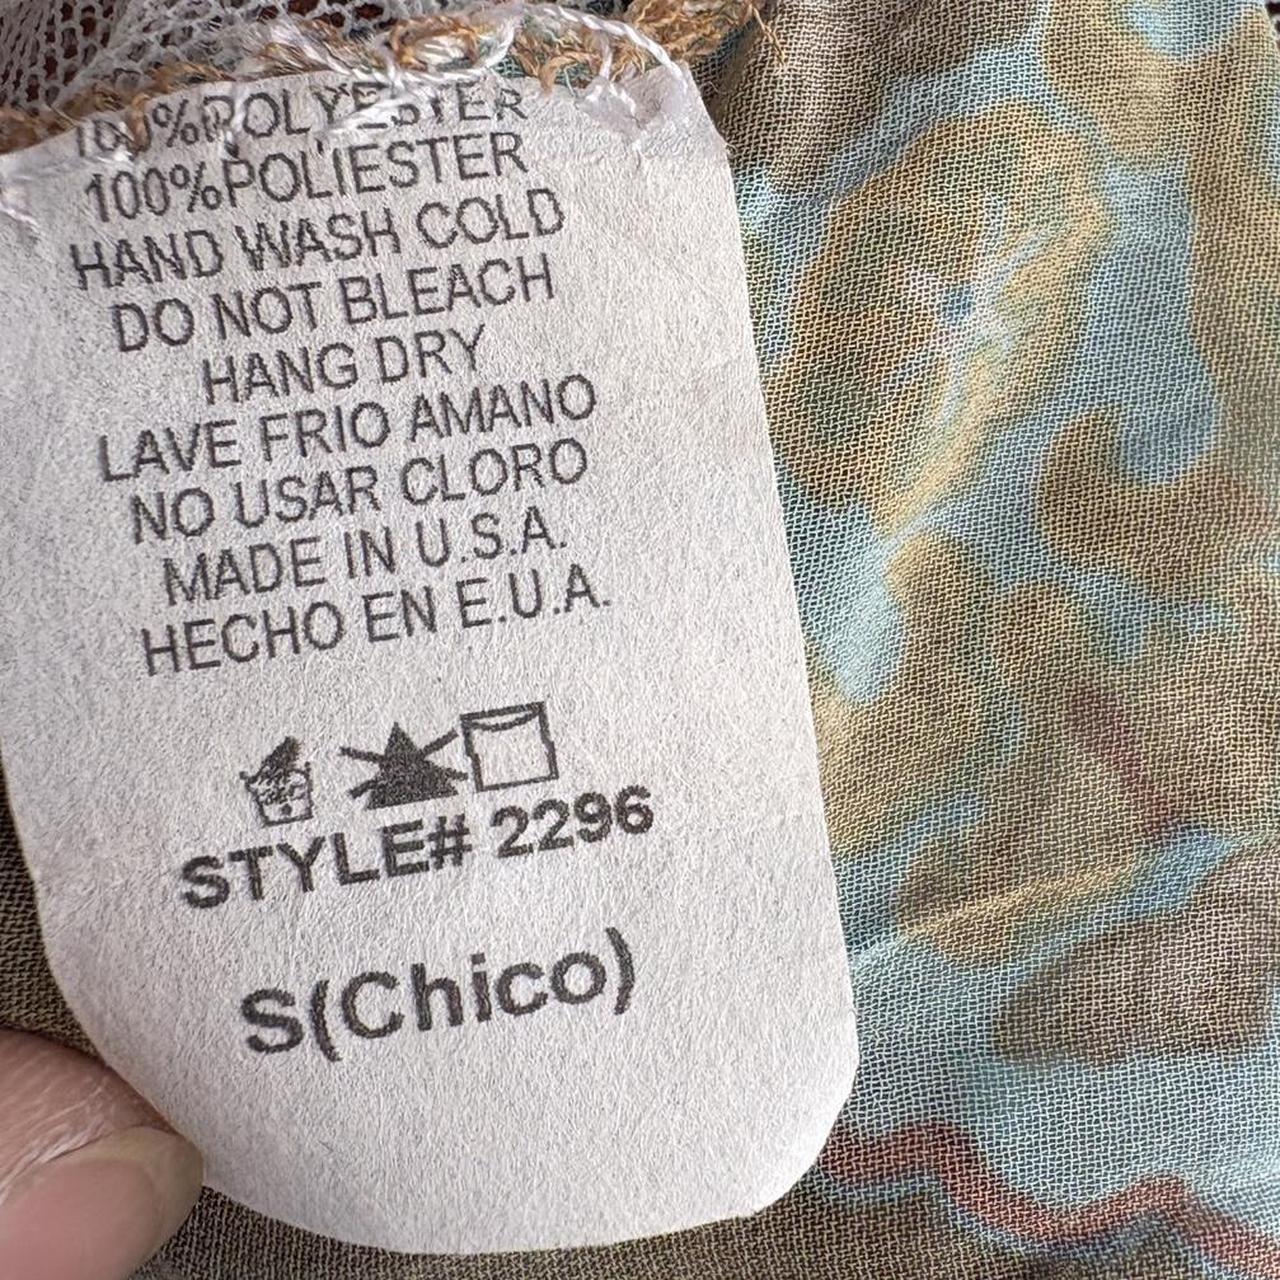 100%POLYESTER
100%POLIESTER
HAND WASH COLD
DO NOT BLEACH
HANG DRY
LAVE FRIO AMANO
NO USAR CLORO
MADE IN U.S.A.
HECHO EN E.U.A.
STYLE# 2296
S(Chico)